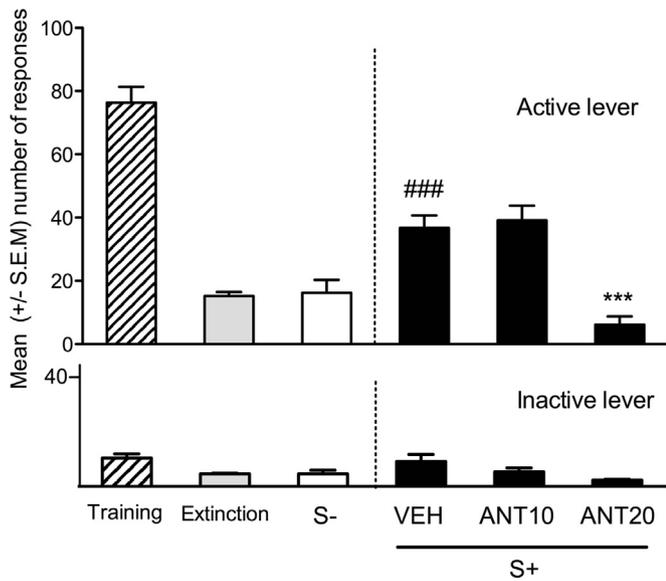 Mean (+/- S.E.M) number of responses
100
80
60
40
20
0
Active lever
###
***
40
Inactive lever
Training Extinction S- VEH ANT10 ANT20
S+